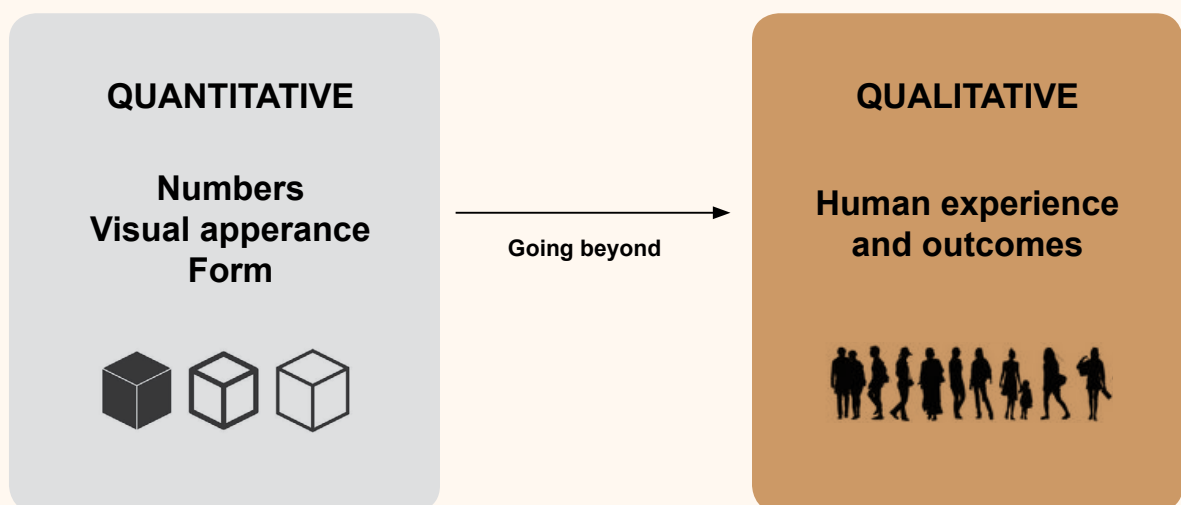 QUANTITATIVE
Numbers
Visual apperance
Form
Going beyond
QUALITATIVE
Human experience
and outcomes